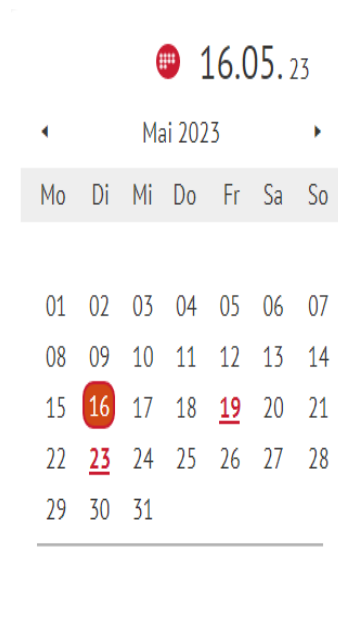 16.05. 23
Mai 2023
Mo Di Mi Do Fr Sa So
01 02 03 04 05 06 07
08 09 10 11 12 13 14
15 16 17 18 19 20 21
22 23 24 25 26 27 28
29 30 31